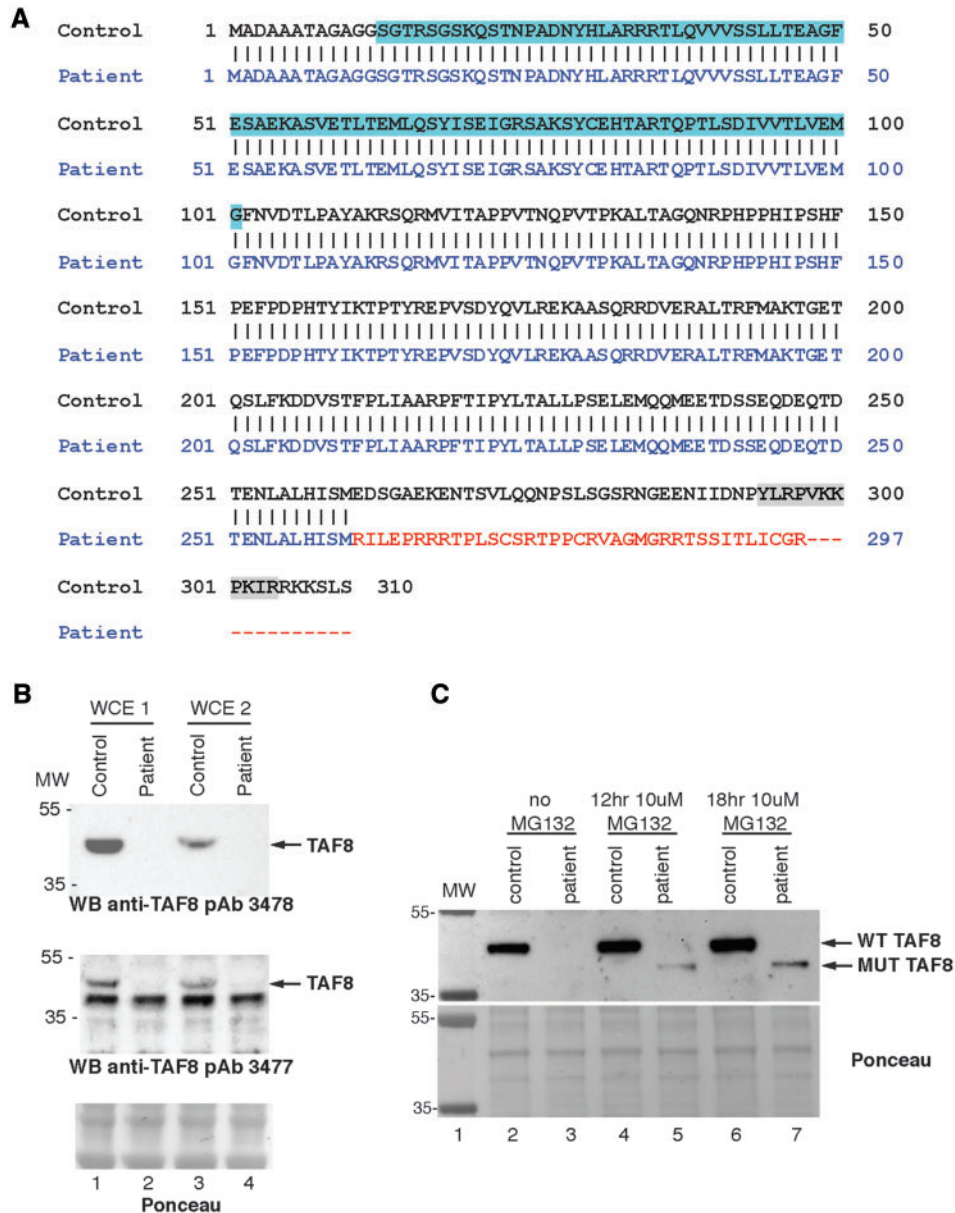 A
Control 1 MADAAATAGAGGSGTRSGSKQSTNPADNYHLARRRTLQVVVSSLLTEAGF 50
Patient 1 MADAAATAGAGGSGTRSGSKQSTNPADNYHLARRRTLQVVVSSLLTEAGF 50
Control 51 ESAEKASVETLTEMLQSYISEIGRSAKSYCEHTARTQPTLSDIVVTLVEM 100
Patient 51 ESAEKASVETLTEMLQSYISEIGRSAKSYCEHTARTQPTLSDIVVTLVEM 100
Control 101 GFNVDTLPAYAKRSQRMVITAPPVTNQPVTPKALTAGQNRPHPPHIPSHF 150
Patient 101 GFNVDTLPAYAKRSQRMVITAPPVTNQPVTPKALTAGQNRPHPPHIPSHF 150
Control 151 PEFPDPHTYIKTPTYREPVSDYQVLREKAASQRRDVERALTRFMAKTGET 200
Patient 151 PEFPDPHTYIKTPTYREPVSDYQVLREKAASQRRDVERALTRFMAKTGET 200
Control 201 QSLFKDDVSTFPLIAARPFTIPYLTALLPSELEMQQMEETDSSEQDEQTD 250
Patient 201 QSLFKDDVSTFPLIAARPFTIPYLTALLPSELEMQQMEETDSSEQDEQTD 250
Control 251 TENLALHISMEDSGAEKENTSVLQQNPSLSGSRNGEENIIDNPYLRPVKK 300
Patient 251 TENLALHISMRILEPRRRTPLSCSRTPPCRVAGMGRRTSSITLICGR--- 297
Control 301 PKIRRKKSLS 310
Patient ----------
B
WCE 1 WCE 2
Control Patient Control Patient
MW
55 -
TAF8
35 -
WB anti-TAF8 pAb 3478
55 -
TAF8
35 -
WB anti-TAF8 pAb 3477
1 2 3 4
Ponceau
C
no MG132
12hr 10uM MG132
18hr 10uM MG132
control patient control patient control patient
MW
55-
WT TAF8
MUT TAF8
35-
55-
Ponceau
35-
1 2 3 4 5 6 7